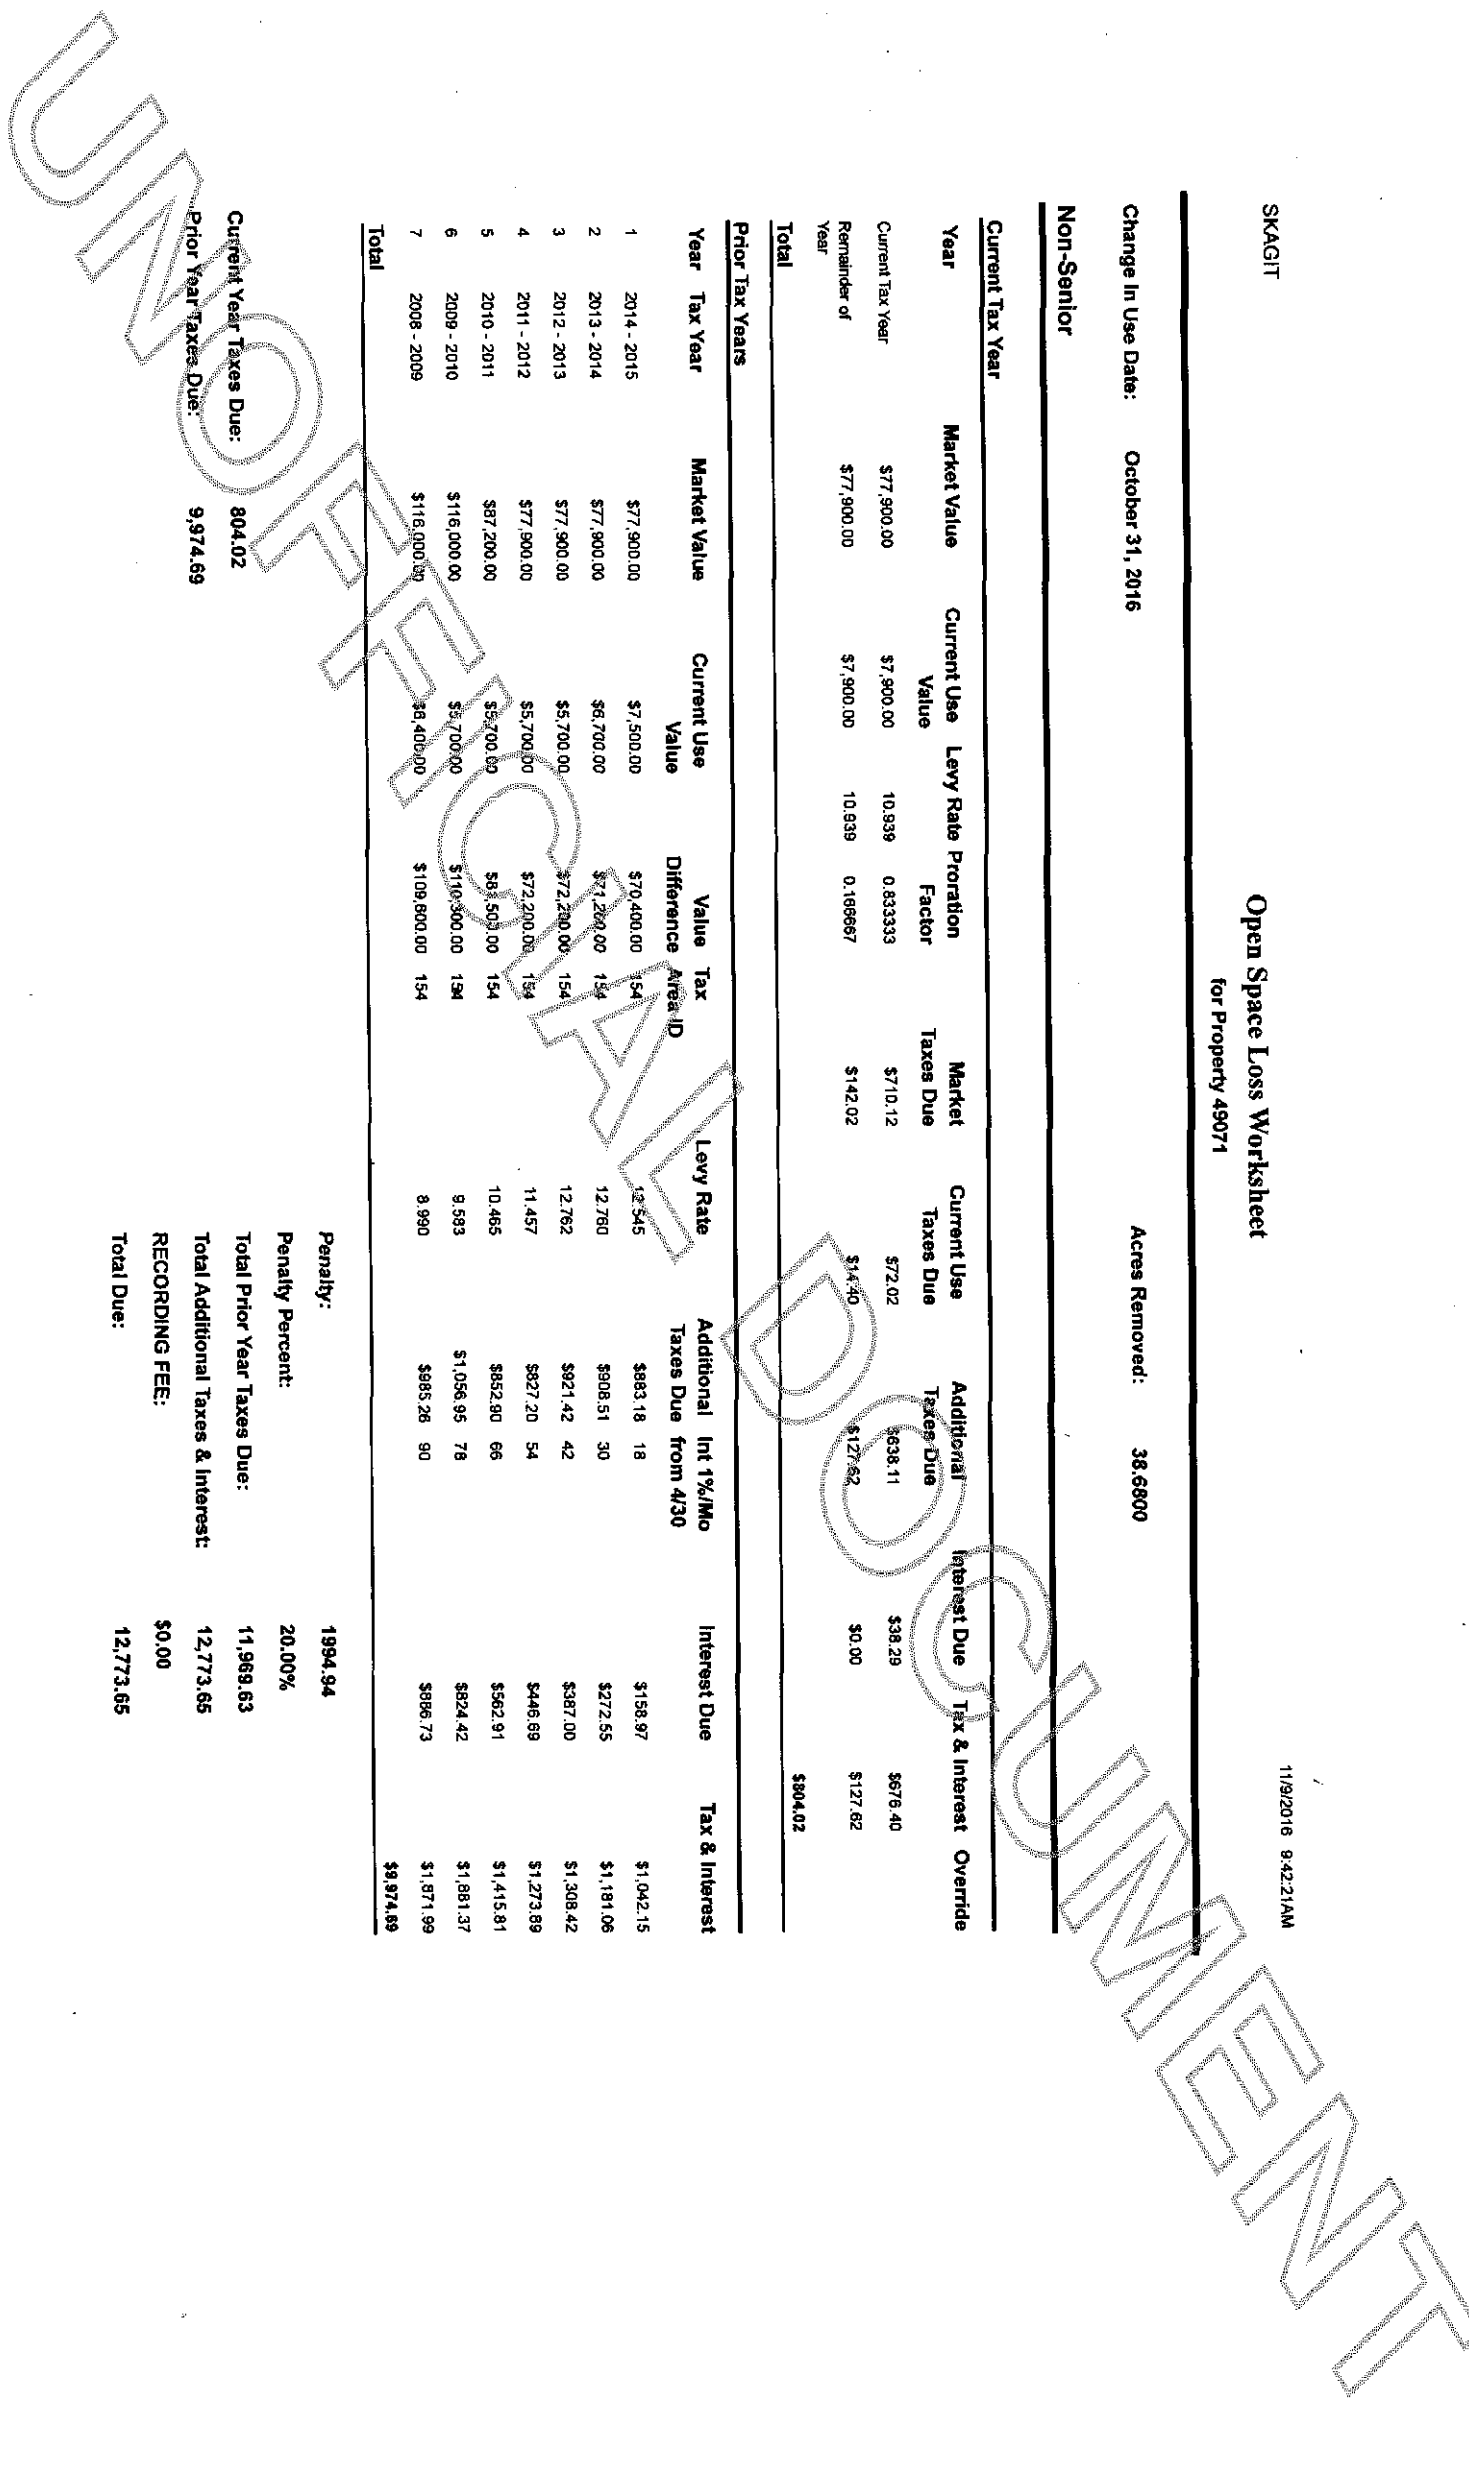 SKAGIT
11/9/2016 9:42:21AM
Open Space Loss Worksheet
for Property 49071
Change In Use Date: October 31, 2016 Acres Removed: 38.6800
Non-Senior
Current Tax Year
Year Market Value Current Use Value Levy Rate Proration Factor Market Taxes Due Current Use Taxes Due Additional Taxes Due Interest Due Tax & Interest Override
Current Tax Year $77,900.00 $7,900.00 10.939 0.833333 $710.12 $72.02 $638.11 $38.29 $676.40
Remainder of Year $77,900.00 $7,900.00 10.939 0.166667 $142.02 $14.40 $127.62 $0.00 $127.62
Total $804.02
Prior Tax Years
Year Tax Year Market Value Current Use Value Value Difference Tax Area ID Levy Rate Additional Taxes Due Int 1%/Mo from 4/30 Interest Due Tax & Interest
1 2014 - 2015 $77,900.00 $7,500.00 $70,400.00 154 12.545 $883.18 18 $158.97 $1,042.15
2 2013 - 2014 $77,900.00 $6,700.00 $71,200.00 154 12.760 $908.51 30 $272.55 $1,181.06
3 2012 - 2013 $77,900.00 $5,700.00 $72,200.00 154 12.762 $921.42 42 $387.00 $1,308.42
4 2011 - 2012 $77,900.00 $5,700.00 $72,200.00 154 11.457 $827.20 54 $446.69 $1,273.89
5 2010 - 2011 $87,200.00 $5,700.00 $81,500.00 154 10.465 $852.90 66 $562.91 $1,415.81
6 2009 - 2010 $116,000.00 $5,700.00 $110,300.00 154 9.583 $1,056.95 78 $824.42 $1,881.37
7 2008 - 2009 $116,000.00 $6,400.00 $109,600.00 154 8.990 $985.26 90 $886.73 $1,871.99
Total $9,974.69
Penalty: 1994.94
Penalty Percent: 20.00%
Current Year Taxes Due: 804.02 Total Prior Year Taxes Due: 11,969.63
Prior Year Taxes Due: 9,974.69 Total Additional Taxes & Interest: 12,773.65
RECORDING FEE: $0.00
Total Due: 12,773.65
UNOFFICIAL DOCUMENT